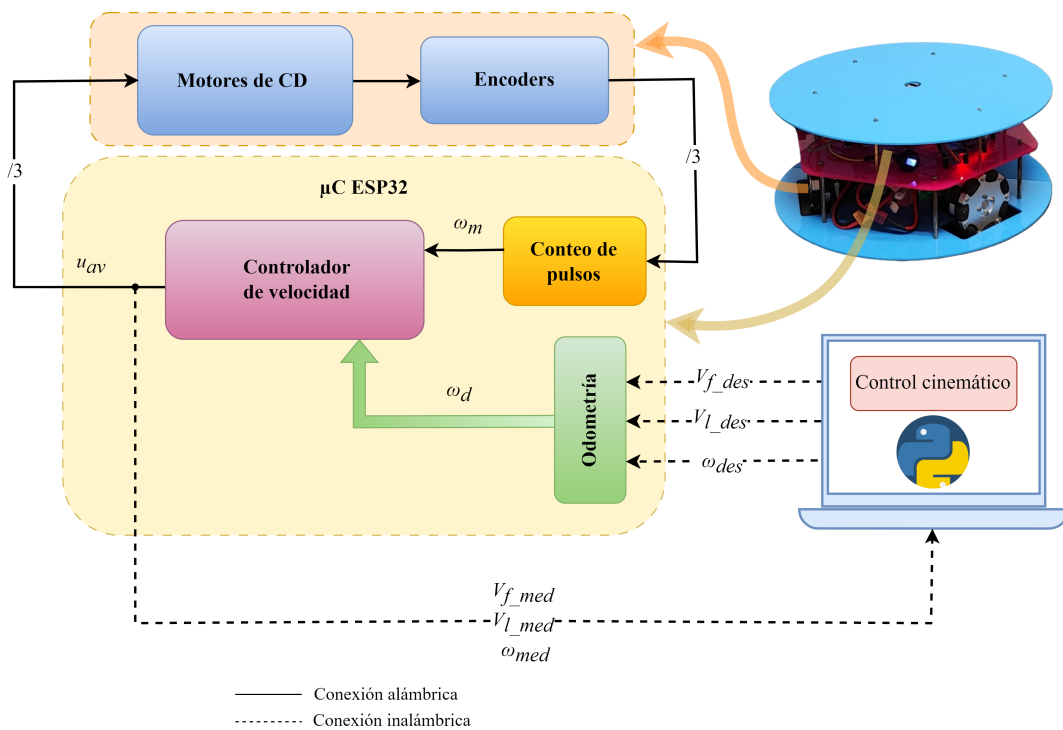 Motores de CD
Encoders
/3
/3
μC ESP32
ω_m
Conteo de
pulsos
u_av
Controlador
de velocidad
ω_d
Odometría
V_f_des
V_l_des
ω_des
Control cinemático
V_f_med
V_l_med
ω_med
Conexión alámbrica
Conexión inalámbrica